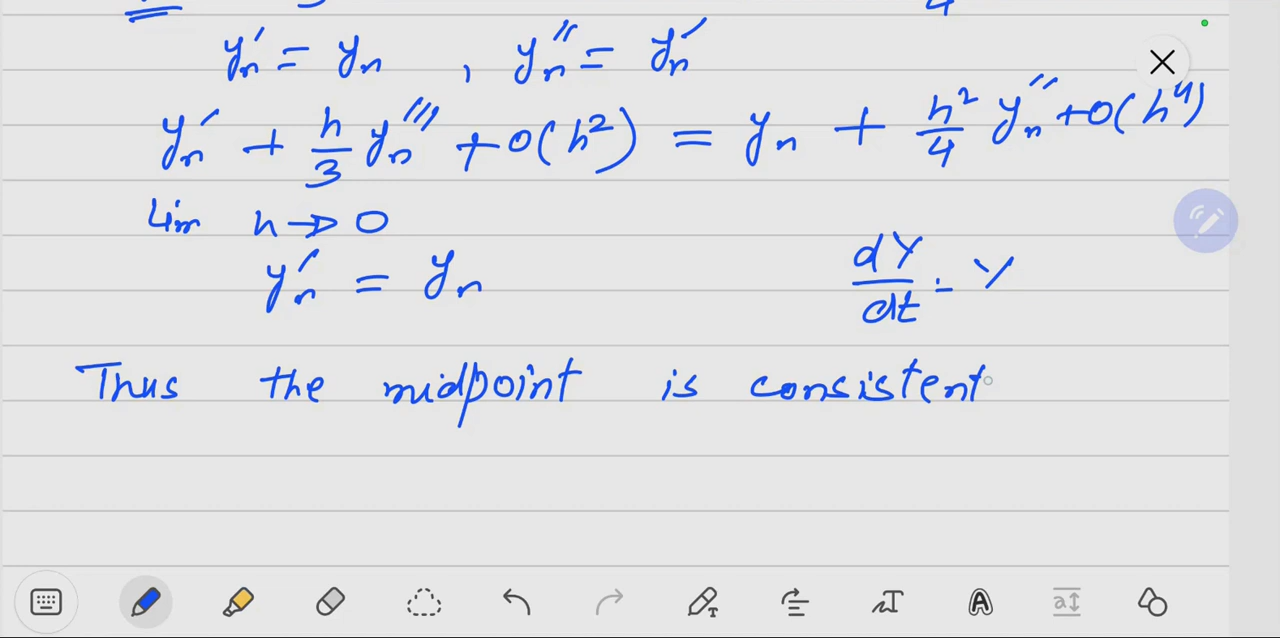 y'ₙ = yₙ , y''ₙ = y'ₙ
y'ₙ + h/3 y'''ₙ + O(h²) = yₙ + h²/4 y''ₙ + O(h⁴)
Lim h → 0
y'ₙ = yₙ dY/dt = Y
Thus the midpoint is consistent